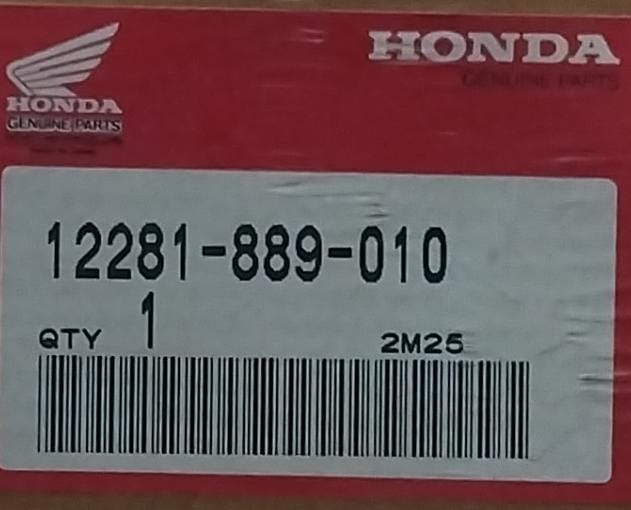 HONDA
GENUINE PARTS
HONDA
GENUINE PARTS
12281-889-010
QTY 1
2M25